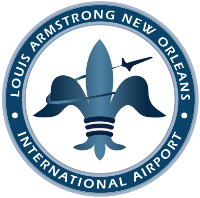 LOUIS ARMSTRONG NEW ORLEANS
INTERNATIONAL AIRPORT